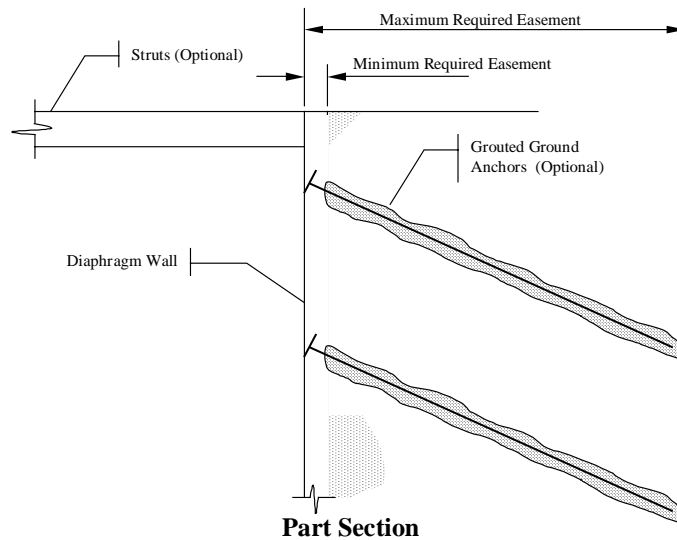 Maximum Required Easement
Struts (Optional)
Minimum Required Easement
Grouted Ground
Anchors (Optional)
Diaphragm Wall
Part Section